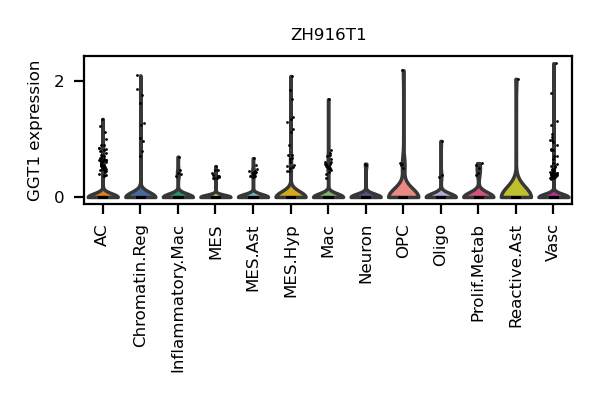 ZH916T1
GGT1 expression
2
0
AC
Chromatin.Reg
Inflammatory.Mac
MES
MES.Ast
MES.Hyp
Mac
Neuron
OPC
Oligo
Prolif.Metab
Reactive.Ast
Vasc